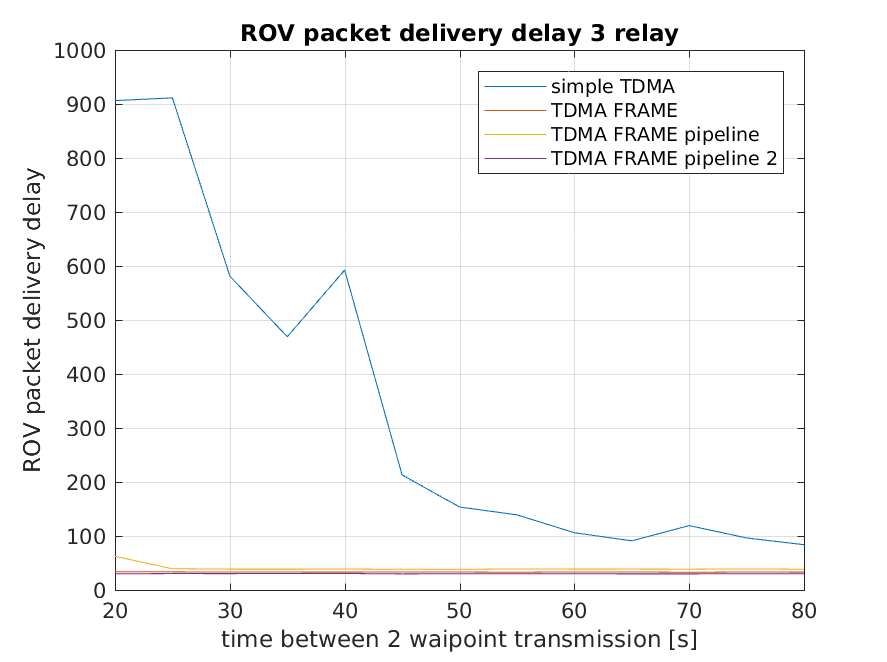 ROV packet delivery delay 3 relay
1000
900
800
700
600
500
400
300
200
100
0
ROV packet delivery delay
simple TDMA
TDMA FRAME
TDMA FRAME pipeline
TDMA FRAME pipeline 2
20 30 40 50 60 70 80
time between 2 waipoint transmission [s]